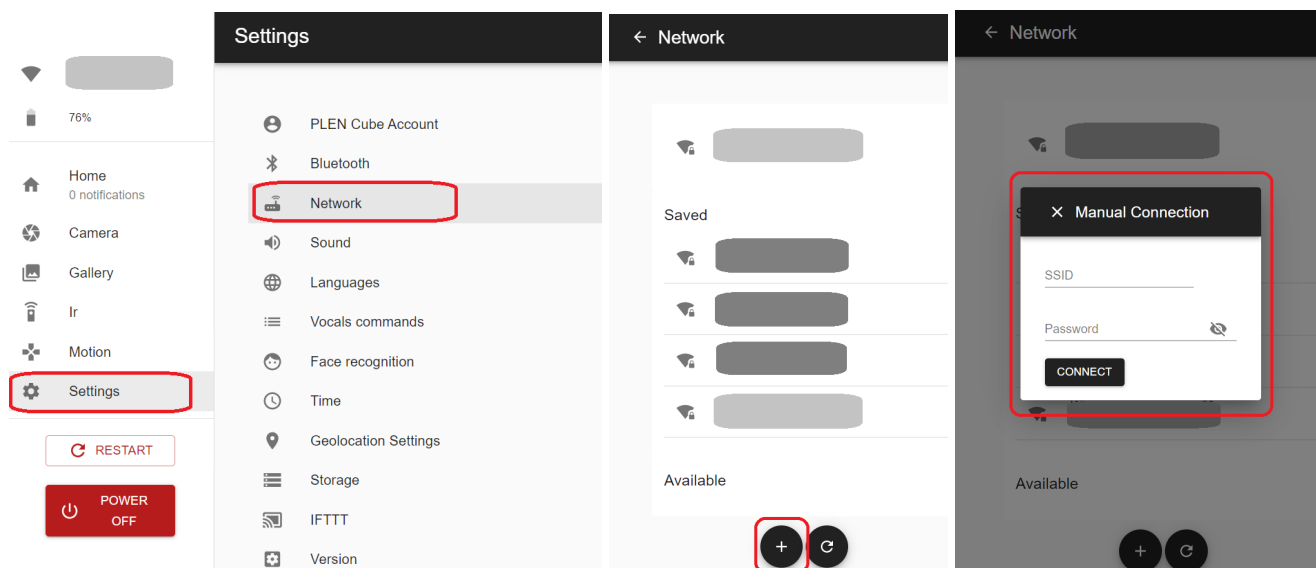 76%
Home
0 notifications
Camera
Gallery
Ir
Motion
Settings
RESTART
POWER
OFF
Settings
PLEN Cube Account
Bluetooth
Network
Sound
Languages
Vocals commands
Face recognition
Time
Geolocation Settings
Storage
IFTTT
Version
Network
Saved
Available
Network
Manual Connection
SSID
Password
CONNECT
Available